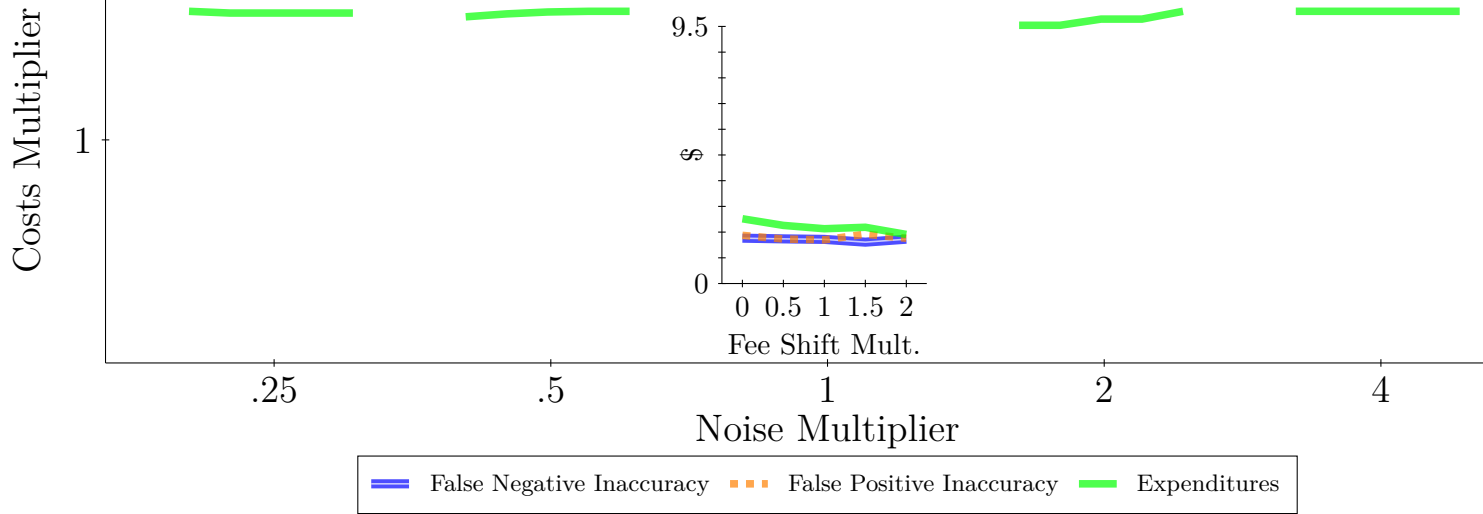 Costs Multiplier
1
9.5
$
0
0 0.5 1 1.5 2
Fee Shift Mult.
.25 .5 1 2 4
Noise Multiplier
False Negative Inaccuracy False Positive Inaccuracy Expenditures